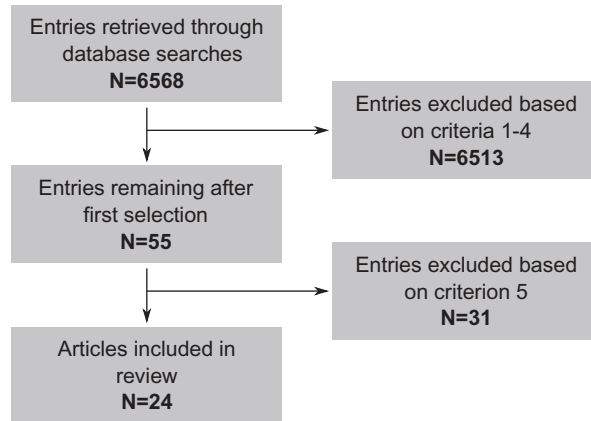 Entries retrieved through
database searches
N=6568
Entries excluded based
on criteria 1-4
N=6513
Entries remaining after
first selection
N=55
Entries excluded based
on criterion 5
N=31
Articles included in
review
N=24